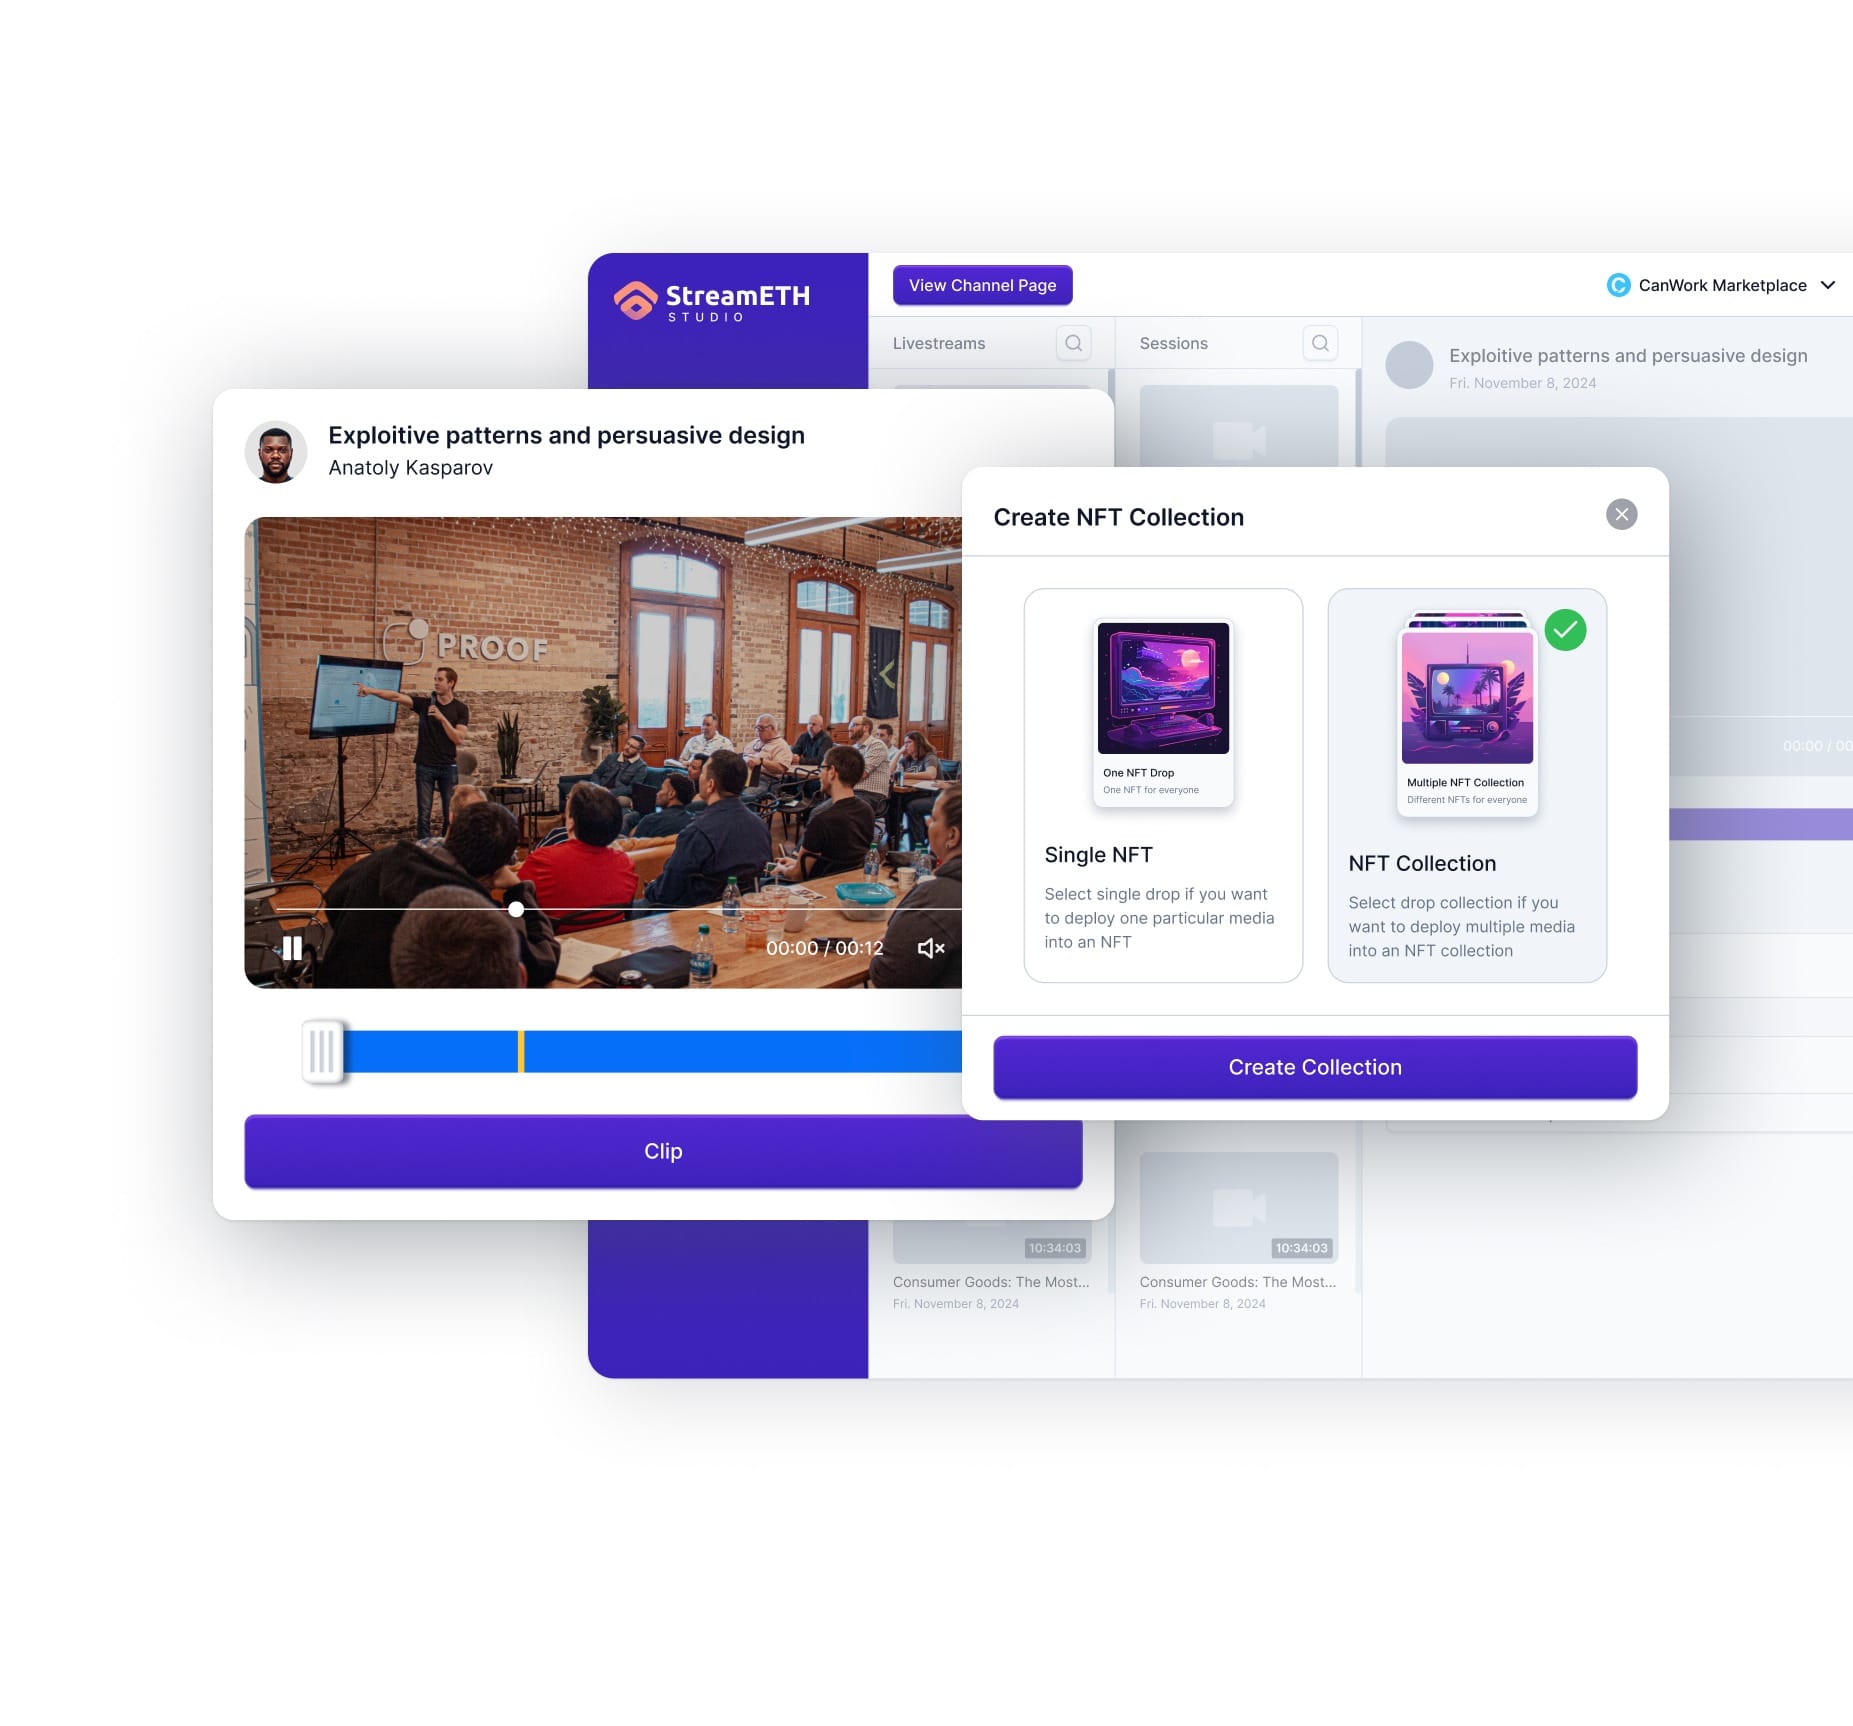 StreamETH
STUDIO
View Channel Page
CanWork Marketplace
Livestreams
Sessions
Exploitive patterns and persuasive design
Fri. November 8, 2024
Exploitive patterns and persuasive design
Anatoly Kasparov
PROOF
00:00 / 00:12
Clip
Create NFT Collection
One NFT Drop
One NFT for everyone
Single NFT
Select single drop if you want
to deploy one particular media
into an NFT
Multiple NFT Collection
Different NFTs for everyone
NFT Collection
Select drop collection if you
want to deploy multiple media
into an NFT collection
Create Collection
00:00 / 00
10:34:03
Consumer Goods: The Most...
Fri. November 8, 2024
10:34:03
Consumer Goods: The Most...
Fri. November 8, 2024